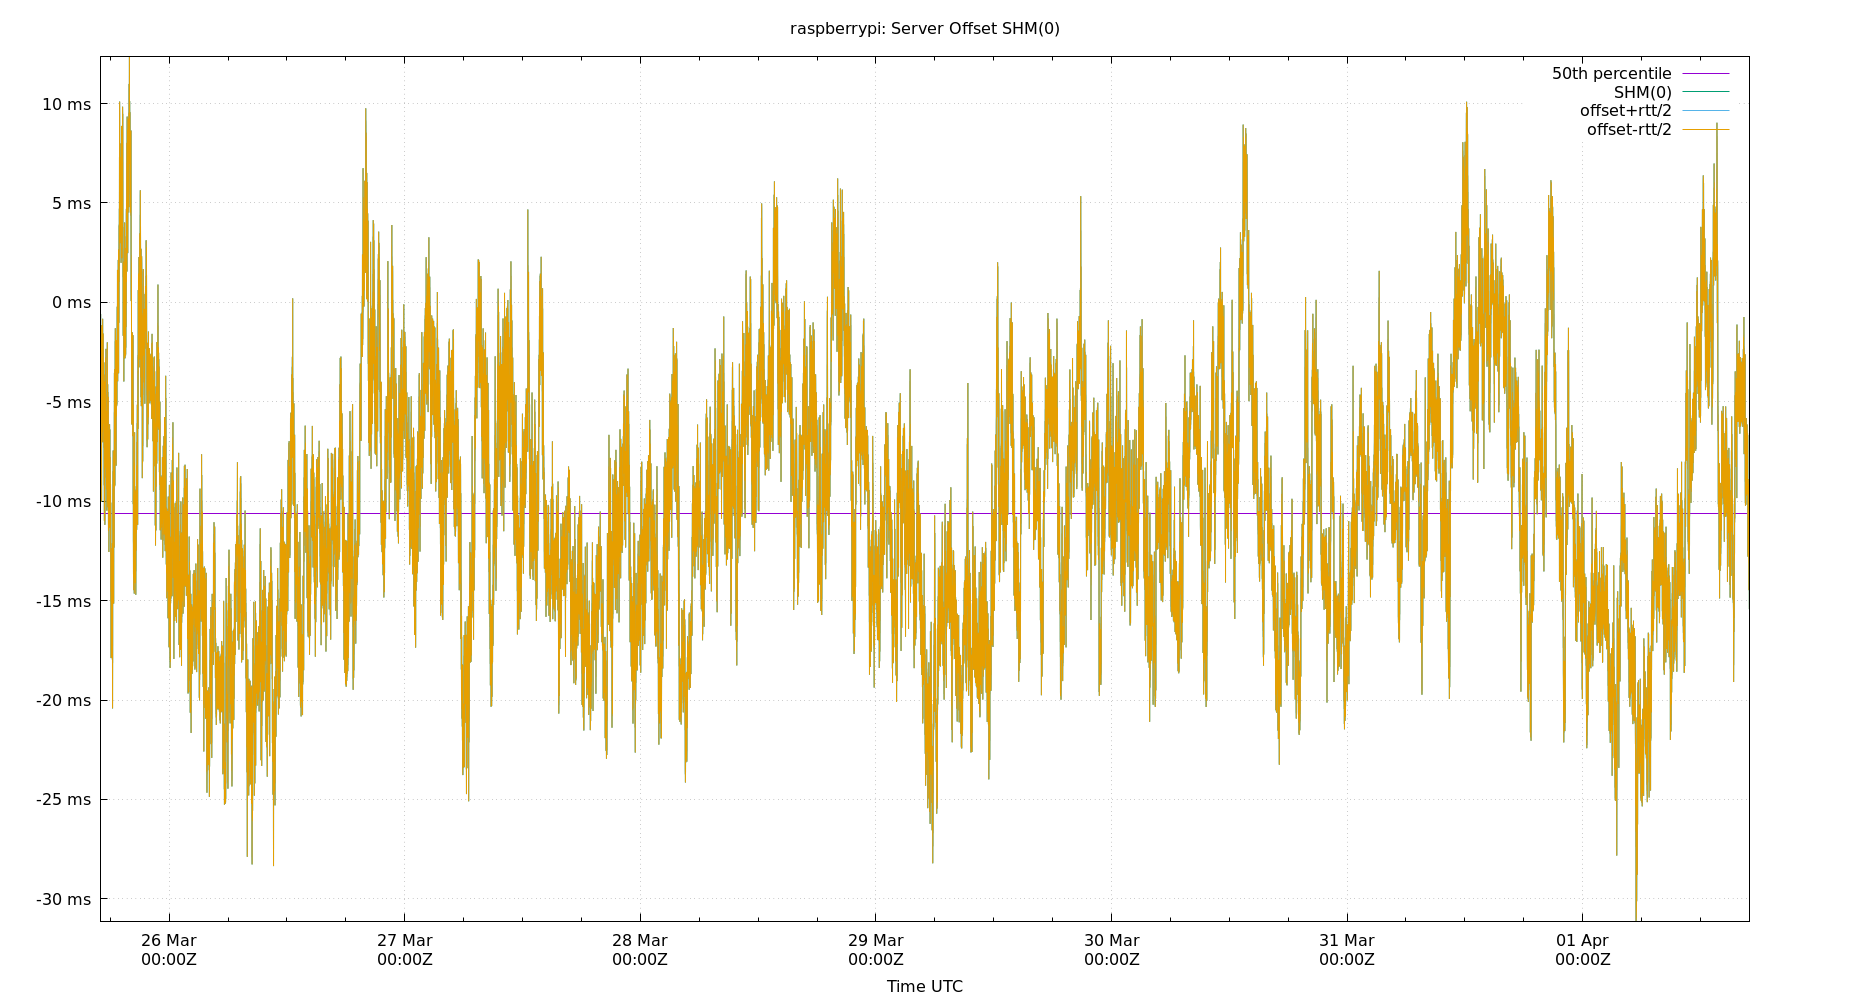 raspberrypi: Server Offset SHM(0)
50th percentile
SHM(0)
offset+rtt/2
offset-rtt/2
10 ms
5 ms
0 ms
-5 ms
-10 ms
-15 ms
-20 ms
-25 ms
-30 ms
26 Mar 27 Mar 28 Mar 29 Mar 30 Mar 31 Mar 01 Apr
00:00Z 00:00Z 00:00Z 00:00Z 00:00Z 00:00Z 00:00Z
Time UTC